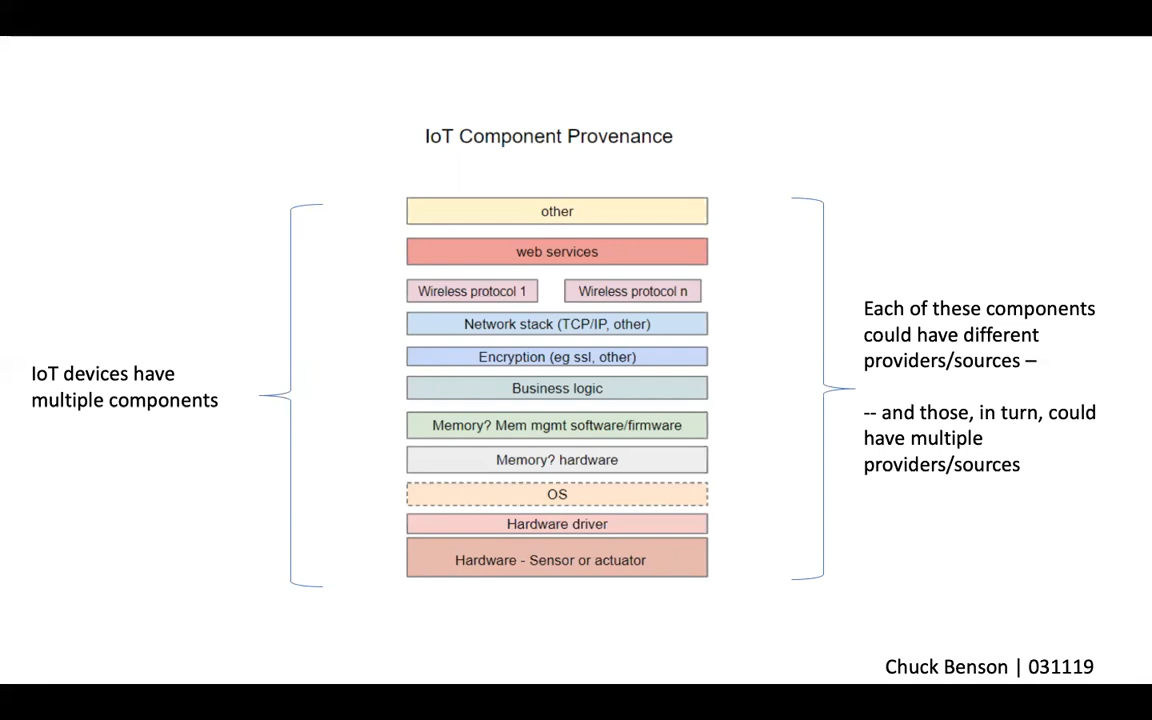 IoT Component Provenance
other
web services
Wireless protocol 1
Wireless protocol n
Network stack (TCP/IP, other)
Encryption (eg ssl, other)
Business logic
Memory? Mem mgmt software/firmware
Memory? hardware
OS
Hardware driver
Hardware - Sensor or actuator
IoT devices have
multiple components
Each of these components
could have different
providers/sources –
-- and those, in turn, could
have multiple
providers/sources
Chuck Benson | 031119